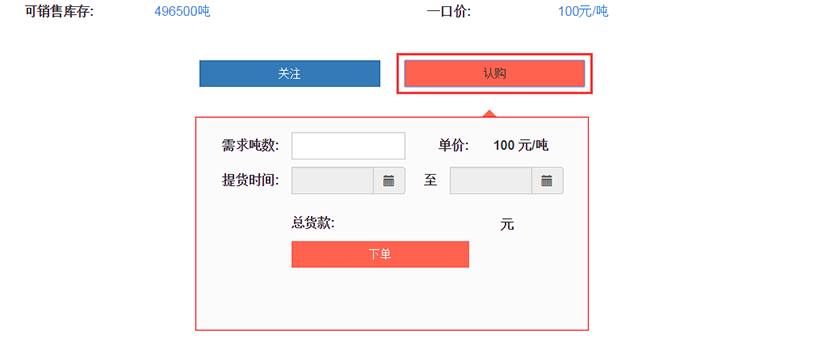 可销售库存: 496500吨 一口价: 100元/吨
关注 认购
需求吨数: 单价: 100 元/吨
提货时间: 至
总货款: 元
下单